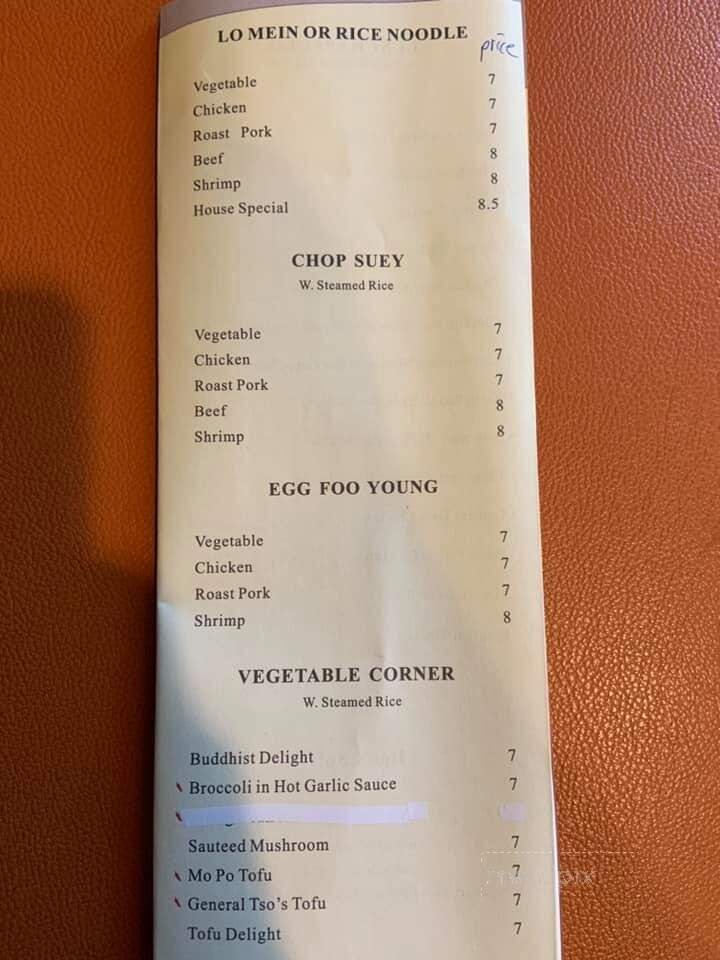 LO MEIN OR RICE NOODLE
price
Vegetable 7
Chicken 7
Roast Pork 7
Beef 8
Shrimp 8
House Special 8.5
CHOP SUEY
W. Steamed Rice
Vegetable 7
Chicken 7
Roast Pork 7
Beef 8
Shrimp 8
EGG FOO YOUNG
Vegetable 7
Chicken 7
Roast Pork 7
Shrimp 8
VEGETABLE CORNER
W. Steamed Rice
Buddhist Delight 7
Broccoli in Hot Garlic Sauce 7
Sauteed Mushroom 7
Mo Po Tofu 7
General Tso's Tofu 7
Tofu Delight 7